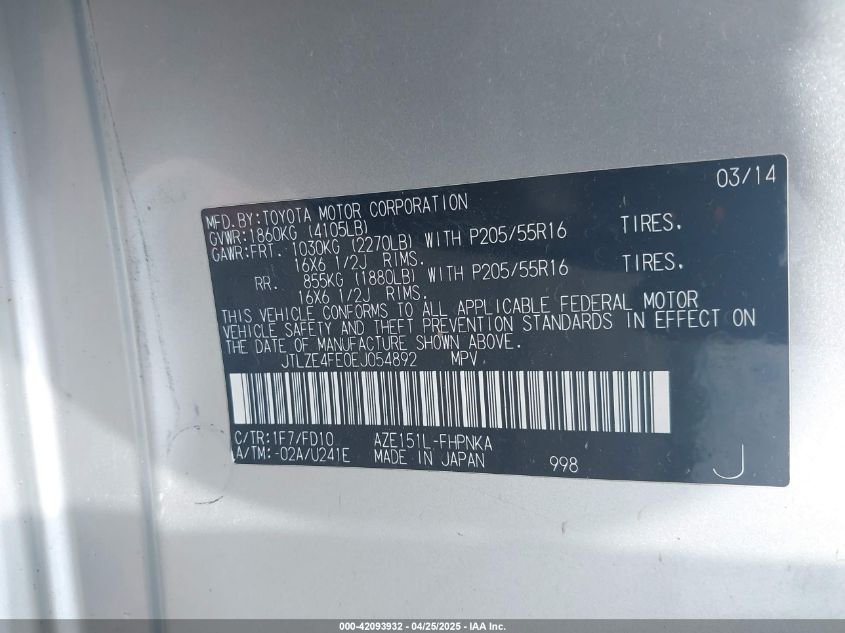 03/14
MFD.BY:TOYOTA MOTOR CORPORATION
GVWR:1860KG (4105LB)
GAWR:FRT. 1030KG (2270LB) WITH P205/55R16 TIRES.
16X6 1/2J RIMS.
RR. 855KG (1880LB) WITH P205/55R16 TIRES.
16X6 1/2J RIMS.
THIS VEHICLE CONFORMS TO ALL APPLICABLE FEDERAL MOTOR
VEHICLE SAFETY AND THEFT PREVENTION STANDARDS IN EFFECT ON
THE DATE OF MANUFACTURE SHOWN ABOVE.
JTLZE4FE0EJ054892 MPV
C/TR:1F7/FD10 AZE151L-FHPNKA
A/TM:-02A/U241E MADE IN JAPAN 998 J
000-42093932 - 04/25/2025 - IAA Inc.